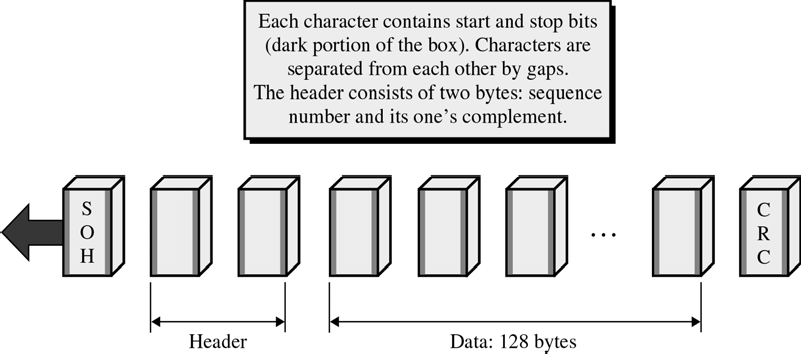 Each character contains start and stop bits
(dark portion of the box). Characters are
separated from each other by gaps.
The header consists of two bytes: sequence
number and its one’s complement.
S
O
H
...
C
R
C
Header
Data: 128 bytes